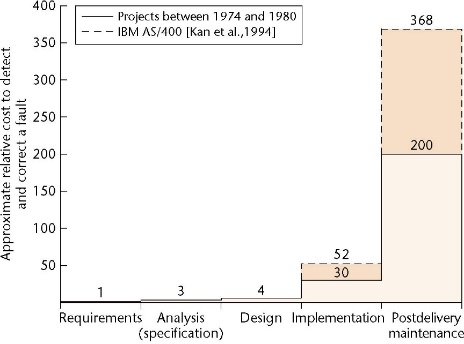 Projects between 1974 and 1980
IBM AS/400 [Kan et al.,1994]
Approximate relative cost to detect
and correct a fault
400
350
300
250
200
150
100
50
1
3
4
52
30
368
200
Requirements
Analysis
(specification)
Design
Implementation
Postdelivery
maintenance